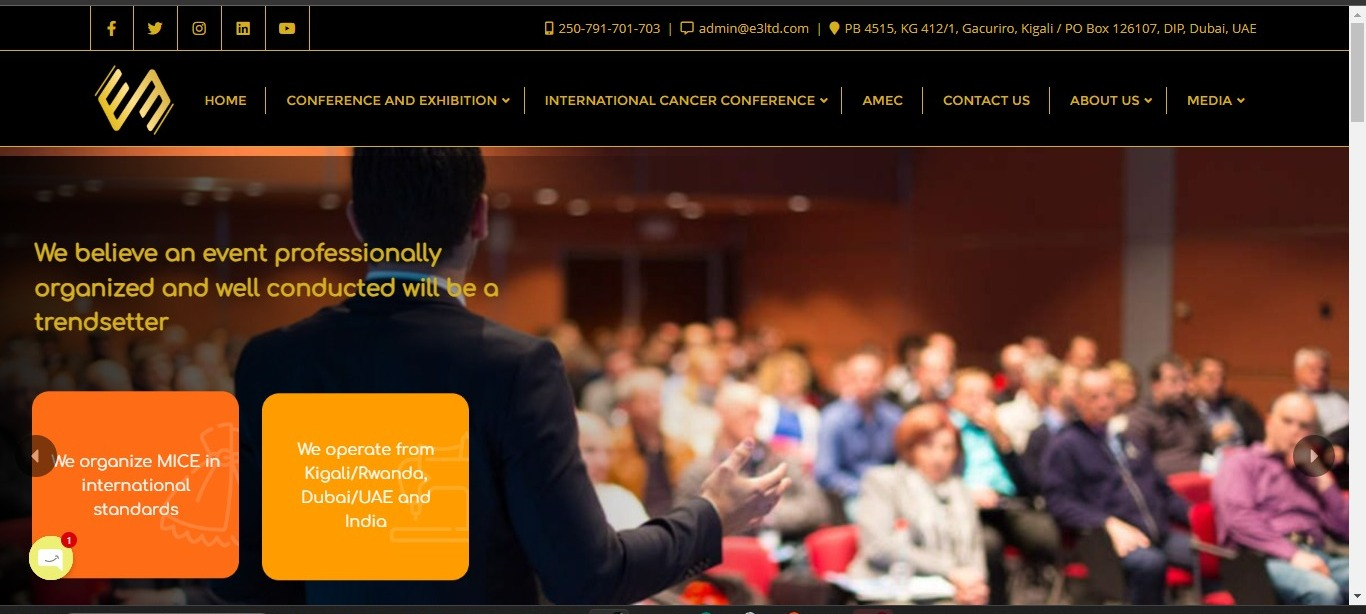 250-791-701-703 | admin@e3ltd.com | PB 4515, KG 412/1, Gacuriro, Kigali / PO Box 126107, DIP, Dubai, UAE
HOME CONFERENCE AND EXHIBITION INTERNATIONAL CANCER CONFERENCE AMEC CONTACT US ABOUT US MEDIA
We believe an event professionally
organized and well conducted will be a
trendsetter
We organize MICE in
international
standards
We operate from
Kigali/Rwanda,
Dubai/UAE and
India
1